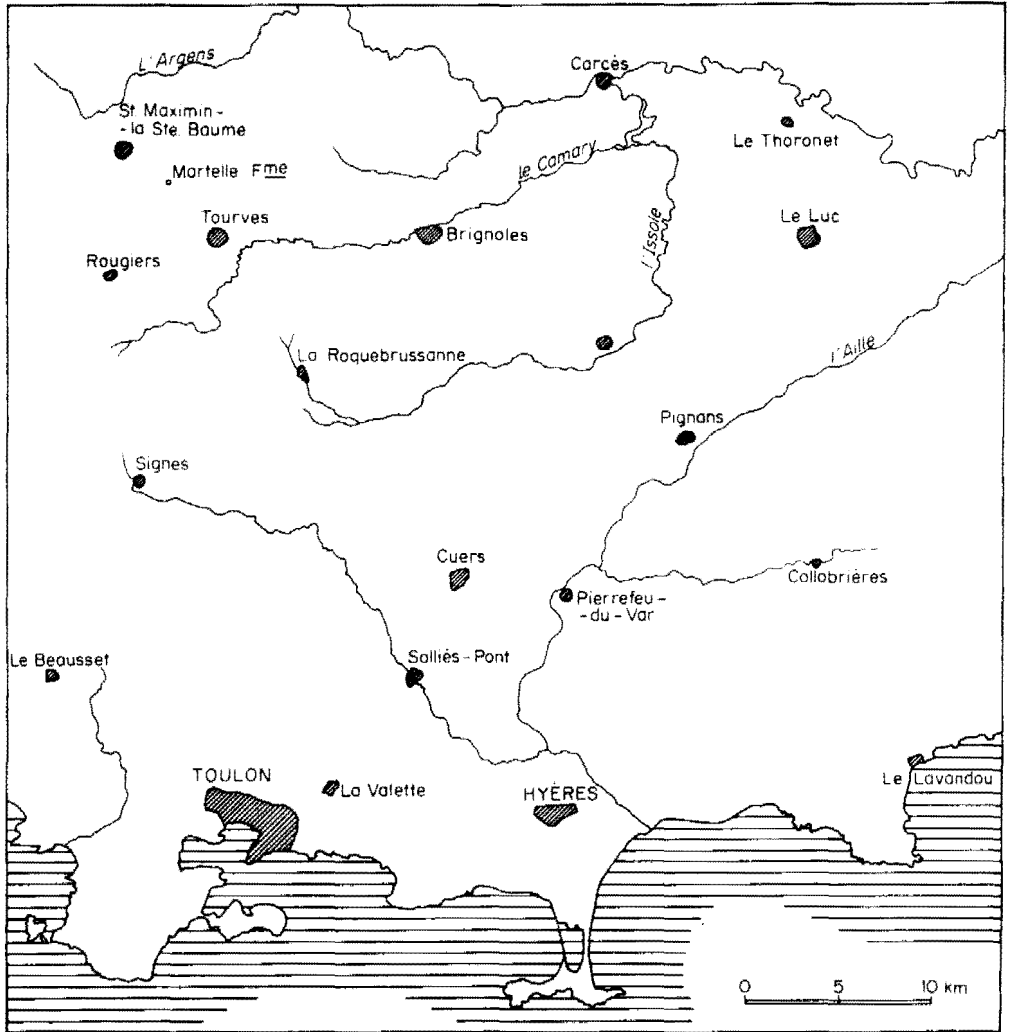 L'Argens
Carcès
St. Maximin-
-la Ste. Baume
Le Thoronet
Martelle Fme
le Camary
Tourves
Brignoles
l'Issole
Le Luc
Rougiers
La Roquebrussanne
l'Aille
Pignans
Signes
Cuers
Collobrières
Pierrefeu-
-du-Var
Le Beausset
Solliés-Pont
TOULON
La Valette
HYÈRES
Le Lavandou
0 5 10 km